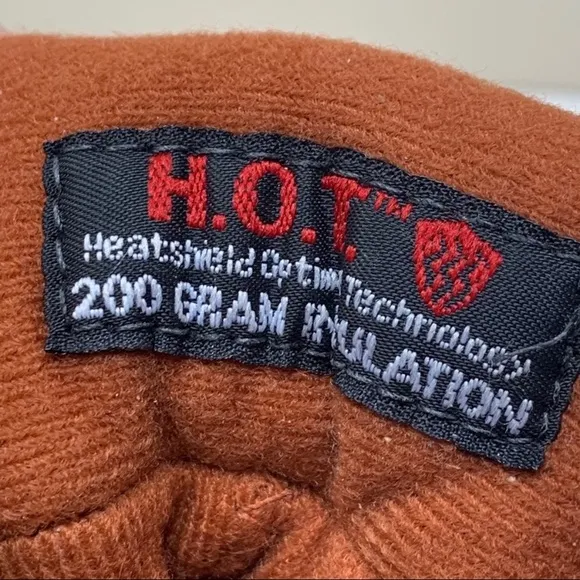 H.O.T.™
Heatshield Optimal Technology
200 GRAM INSULATION